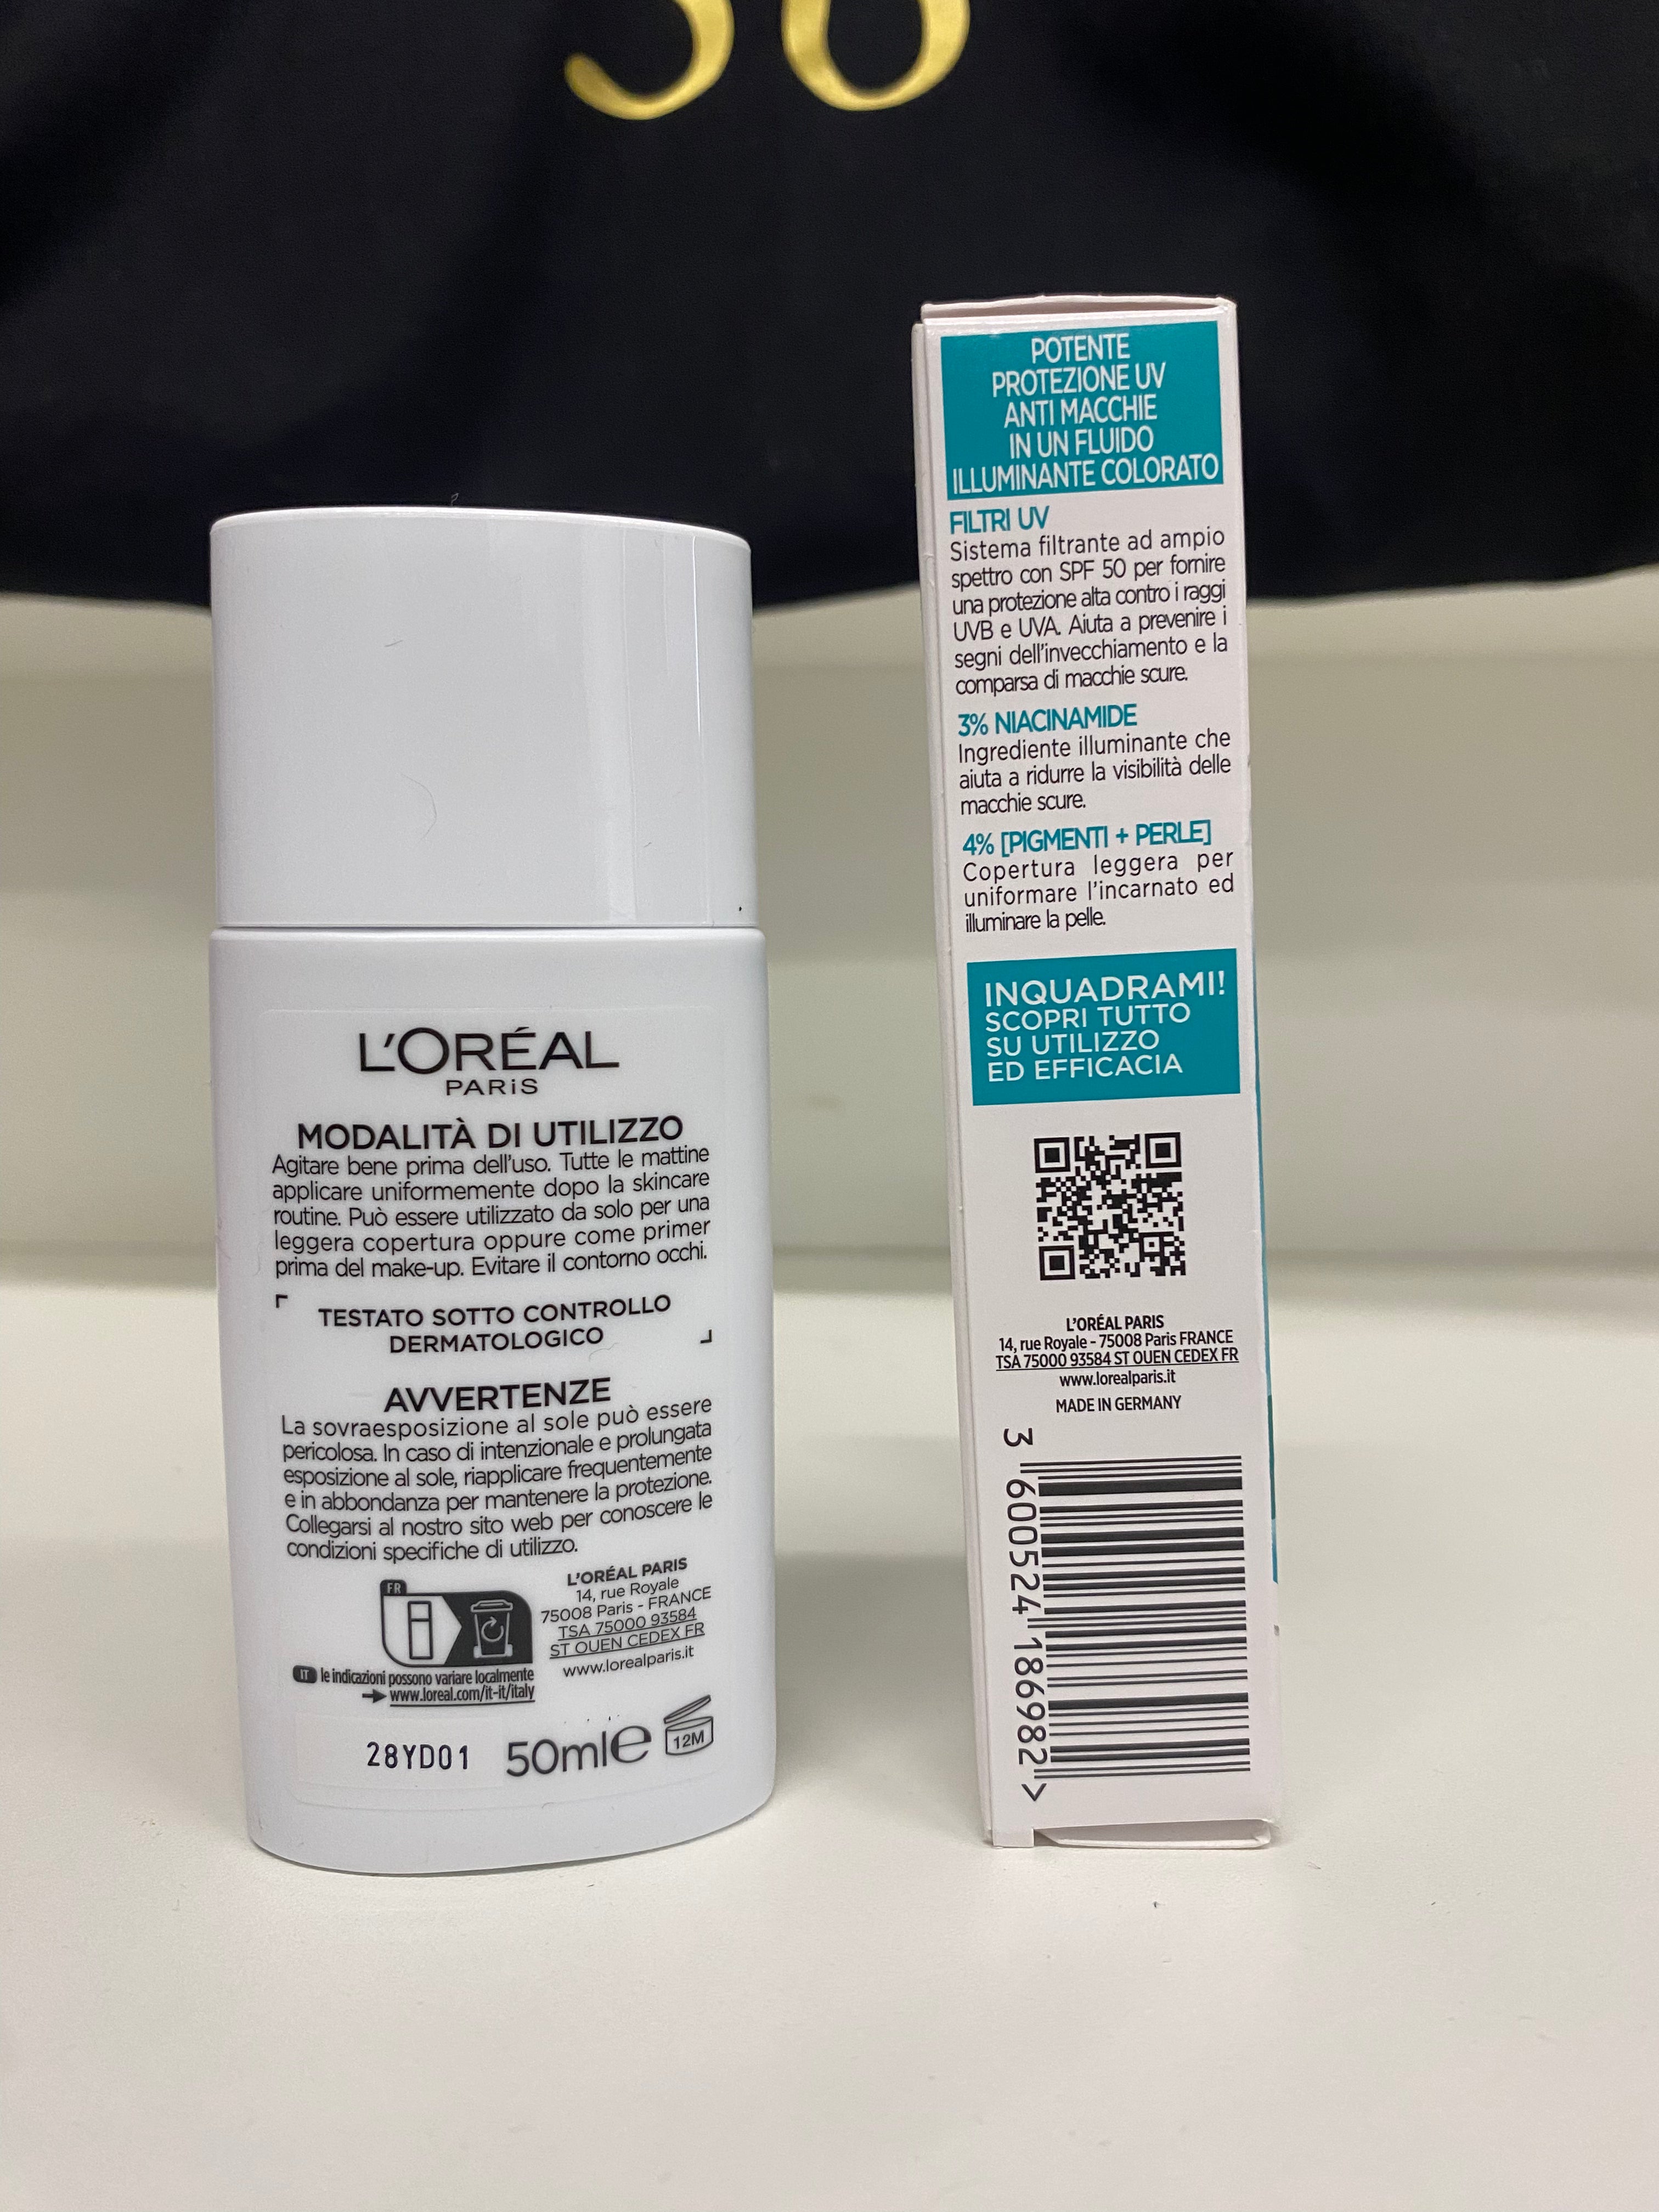 L'ORÉAL
PARiS
MODALITÀ DI UTILIZZO
Agitare bene prima dell'uso. Tutte le mattine
applicare uniformemente dopo la skincare
routine. Può essere utilizzato da solo per una
leggera copertura oppure come primer
prima del make-up. Evitare il contorno occhi.
TESTATO SOTTO CONTROLLO
DERMATOLOGICO
AVVERTENZE
La sovraesposizione al sole può essere
pericolosa. In caso di intenzionale e prolungata
esposizione al sole, riapplicare frequentemente
e in abbondanza per mantenere la protezione.
Collegarsi al nostro sito web per conoscere le
condizioni specifiche di utilizzo.
FR
IT le indicazioni possono variare localmente
www.loreal.com/it-it/italy
L'ORÉAL PARIS
14, rue Royale
75008 Paris - FRANCE
TSA 75000 93584
ST OUEN CEDEX FR
www.lorealparis.it
28YD01 50ml e 12M
POTENTE
PROTEZIONE UV
ANTI MACCHIE
IN UN FLUIDO
ILLUMINANTE COLORATO
FILTRI UV
Sistema filtrante ad ampio
spettro con SPF 50 per fornire
una protezione alta contro i raggi
UVB e UVA. Aiuta a prevenire i
segni dell'invecchiamento e la
comparsa di macchie scure.
3% NIACINAMIDE
Ingrediente illuminante che
aiuta a ridurre la visibilità delle
macchie scure.
4% [PIGMENTI + PERLE]
Copertura leggera per
uniformare l'incarnato ed
illuminare la pelle.
INQUADRAMI!
SCOPRI TUTTO
SU UTILIZZO
ED EFFICACIA
L'ORÉAL PARIS
14, rue Royale - 75008 Paris FRANCE
TSA 75000 93584 ST OUEN CEDEX FR
www.lorealparis.it
MADE IN GERMANY
3 600524 186982 >